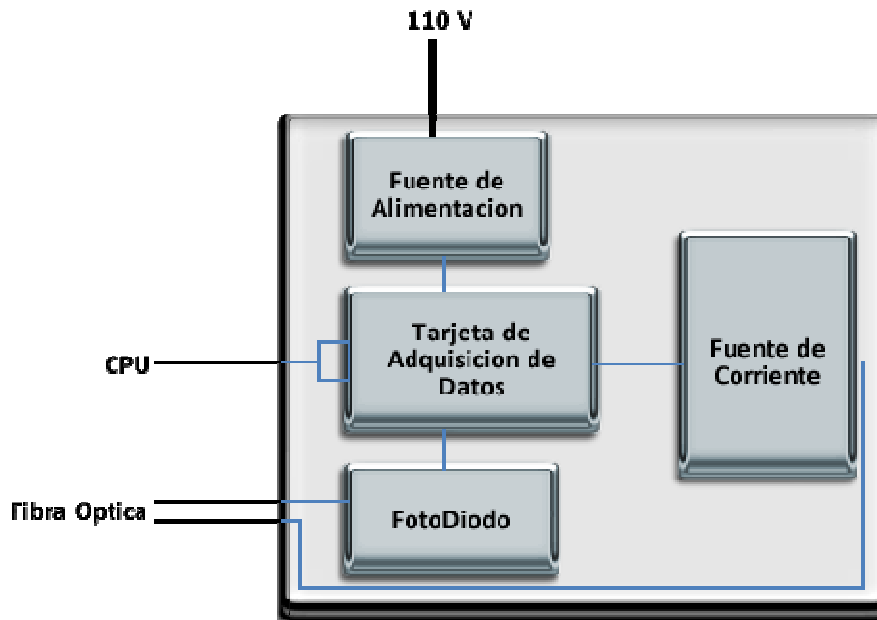 110 V
Fuente de
Alimentacion
Tarjeta de
Adquisicion de
Datos
Fuente de
Corriente
CPU
Fibra Optica
FotoDiodo